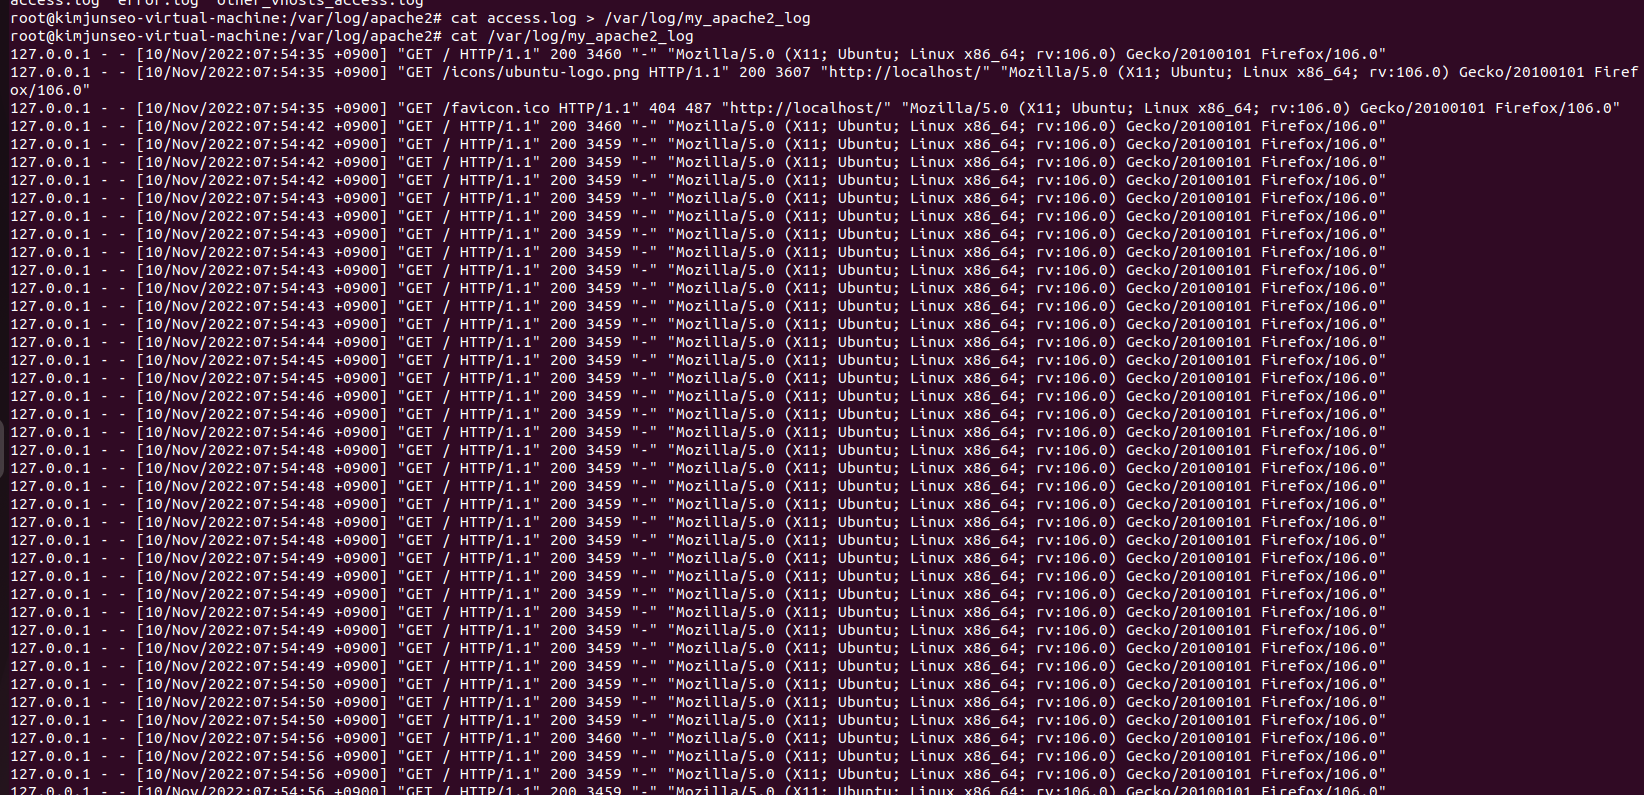 access.log  error.log  other_vhosts_access.log
root@kimjunseo-virtual-machine:/var/log/apache2# cat access.log > /var/log/my_apache2_log
root@kimjunseo-virtual-machine:/var/log/apache2# cat /var/log/my_apache2_log
127.0.0.1 - - [10/Nov/2022:07:54:35 +0900] "GET / HTTP/1.1" 200 3460 "-" "Mozilla/5.0 (X11; Ubuntu; Linux x86_64; rv:106.0) Gecko/20100101 Firefox/106.0"
127.0.0.1 - - [10/Nov/2022:07:54:35 +0900] "GET /icons/ubuntu-logo.png HTTP/1.1" 200 3607 "http://localhost/" "Mozilla/5.0 (X11; Ubuntu; Linux x86_64; rv:106.0) Gecko/20100101 Firef
ox/106.0"
127.0.0.1 - - [10/Nov/2022:07:54:35 +0900] "GET /favicon.ico HTTP/1.1" 404 487 "http://localhost/" "Mozilla/5.0 (X11; Ubuntu; Linux x86_64; rv:106.0) Gecko/20100101 Firefox/106.0"
127.0.0.1 - - [10/Nov/2022:07:54:42 +0900] "GET / HTTP/1.1" 200 3460 "-" "Mozilla/5.0 (X11; Ubuntu; Linux x86_64; rv:106.0) Gecko/20100101 Firefox/106.0"
127.0.0.1 - - [10/Nov/2022:07:54:42 +0900] "GET / HTTP/1.1" 200 3459 "-" "Mozilla/5.0 (X11; Ubuntu; Linux x86_64; rv:106.0) Gecko/20100101 Firefox/106.0"
127.0.0.1 - - [10/Nov/2022:07:54:42 +0900] "GET / HTTP/1.1" 200 3459 "-" "Mozilla/5.0 (X11; Ubuntu; Linux x86_64; rv:106.0) Gecko/20100101 Firefox/106.0"
127.0.0.1 - - [10/Nov/2022:07:54:42 +0900] "GET / HTTP/1.1" 200 3459 "-" "Mozilla/5.0 (X11; Ubuntu; Linux x86_64; rv:106.0) Gecko/20100101 Firefox/106.0"
127.0.0.1 - - [10/Nov/2022:07:54:43 +0900] "GET / HTTP/1.1" 200 3459 "-" "Mozilla/5.0 (X11; Ubuntu; Linux x86_64; rv:106.0) Gecko/20100101 Firefox/106.0"
127.0.0.1 - - [10/Nov/2022:07:54:43 +0900] "GET / HTTP/1.1" 200 3459 "-" "Mozilla/5.0 (X11; Ubuntu; Linux x86_64; rv:106.0) Gecko/20100101 Firefox/106.0"
127.0.0.1 - - [10/Nov/2022:07:54:43 +0900] "GET / HTTP/1.1" 200 3459 "-" "Mozilla/5.0 (X11; Ubuntu; Linux x86_64; rv:106.0) Gecko/20100101 Firefox/106.0"
127.0.0.1 - - [10/Nov/2022:07:54:43 +0900] "GET / HTTP/1.1" 200 3459 "-" "Mozilla/5.0 (X11; Ubuntu; Linux x86_64; rv:106.0) Gecko/20100101 Firefox/106.0"
127.0.0.1 - - [10/Nov/2022:07:54:43 +0900] "GET / HTTP/1.1" 200 3459 "-" "Mozilla/5.0 (X11; Ubuntu; Linux x86_64; rv:106.0) Gecko/20100101 Firefox/106.0"
127.0.0.1 - - [10/Nov/2022:07:54:43 +0900] "GET / HTTP/1.1" 200 3459 "-" "Mozilla/5.0 (X11; Ubuntu; Linux x86_64; rv:106.0) Gecko/20100101 Firefox/106.0"
127.0.0.1 - - [10/Nov/2022:07:54:43 +0900] "GET / HTTP/1.1" 200 3459 "-" "Mozilla/5.0 (X11; Ubuntu; Linux x86_64; rv:106.0) Gecko/20100101 Firefox/106.0"
127.0.0.1 - - [10/Nov/2022:07:54:43 +0900] "GET / HTTP/1.1" 200 3459 "-" "Mozilla/5.0 (X11; Ubuntu; Linux x86_64; rv:106.0) Gecko/20100101 Firefox/106.0"
127.0.0.1 - - [10/Nov/2022:07:54:44 +0900] "GET / HTTP/1.1" 200 3459 "-" "Mozilla/5.0 (X11; Ubuntu; Linux x86_64; rv:106.0) Gecko/20100101 Firefox/106.0"
127.0.0.1 - - [10/Nov/2022:07:54:45 +0900] "GET / HTTP/1.1" 200 3459 "-" "Mozilla/5.0 (X11; Ubuntu; Linux x86_64; rv:106.0) Gecko/20100101 Firefox/106.0"
127.0.0.1 - - [10/Nov/2022:07:54:45 +0900] "GET / HTTP/1.1" 200 3459 "-" "Mozilla/5.0 (X11; Ubuntu; Linux x86_64; rv:106.0) Gecko/20100101 Firefox/106.0"
127.0.0.1 - - [10/Nov/2022:07:54:46 +0900] "GET / HTTP/1.1" 200 3459 "-" "Mozilla/5.0 (X11; Ubuntu; Linux x86_64; rv:106.0) Gecko/20100101 Firefox/106.0"
127.0.0.1 - - [10/Nov/2022:07:54:46 +0900] "GET / HTTP/1.1" 200 3459 "-" "Mozilla/5.0 (X11; Ubuntu; Linux x86_64; rv:106.0) Gecko/20100101 Firefox/106.0"
127.0.0.1 - - [10/Nov/2022:07:54:46 +0900] "GET / HTTP/1.1" 200 3459 "-" "Mozilla/5.0 (X11; Ubuntu; Linux x86_64; rv:106.0) Gecko/20100101 Firefox/106.0"
127.0.0.1 - - [10/Nov/2022:07:54:48 +0900] "GET / HTTP/1.1" 200 3459 "-" "Mozilla/5.0 (X11; Ubuntu; Linux x86_64; rv:106.0) Gecko/20100101 Firefox/106.0"
127.0.0.1 - - [10/Nov/2022:07:54:48 +0900] "GET / HTTP/1.1" 200 3459 "-" "Mozilla/5.0 (X11; Ubuntu; Linux x86_64; rv:106.0) Gecko/20100101 Firefox/106.0"
127.0.0.1 - - [10/Nov/2022:07:54:48 +0900] "GET / HTTP/1.1" 200 3459 "-" "Mozilla/5.0 (X11; Ubuntu; Linux x86_64; rv:106.0) Gecko/20100101 Firefox/106.0"
127.0.0.1 - - [10/Nov/2022:07:54:48 +0900] "GET / HTTP/1.1" 200 3459 "-" "Mozilla/5.0 (X11; Ubuntu; Linux x86_64; rv:106.0) Gecko/20100101 Firefox/106.0"
127.0.0.1 - - [10/Nov/2022:07:54:48 +0900] "GET / HTTP/1.1" 200 3459 "-" "Mozilla/5.0 (X11; Ubuntu; Linux x86_64; rv:106.0) Gecko/20100101 Firefox/106.0"
127.0.0.1 - - [10/Nov/2022:07:54:48 +0900] "GET / HTTP/1.1" 200 3459 "-" "Mozilla/5.0 (X11; Ubuntu; Linux x86_64; rv:106.0) Gecko/20100101 Firefox/106.0"
127.0.0.1 - - [10/Nov/2022:07:54:49 +0900] "GET / HTTP/1.1" 200 3459 "-" "Mozilla/5.0 (X11; Ubuntu; Linux x86_64; rv:106.0) Gecko/20100101 Firefox/106.0"
127.0.0.1 - - [10/Nov/2022:07:54:49 +0900] "GET / HTTP/1.1" 200 3459 "-" "Mozilla/5.0 (X11; Ubuntu; Linux x86_64; rv:106.0) Gecko/20100101 Firefox/106.0"
127.0.0.1 - - [10/Nov/2022:07:54:49 +0900] "GET / HTTP/1.1" 200 3459 "-" "Mozilla/5.0 (X11; Ubuntu; Linux x86_64; rv:106.0) Gecko/20100101 Firefox/106.0"
127.0.0.1 - - [10/Nov/2022:07:54:49 +0900] "GET / HTTP/1.1" 200 3459 "-" "Mozilla/5.0 (X11; Ubuntu; Linux x86_64; rv:106.0) Gecko/20100101 Firefox/106.0"
127.0.0.1 - - [10/Nov/2022:07:54:49 +0900] "GET / HTTP/1.1" 200 3459 "-" "Mozilla/5.0 (X11; Ubuntu; Linux x86_64; rv:106.0) Gecko/20100101 Firefox/106.0"
127.0.0.1 - - [10/Nov/2022:07:54:49 +0900] "GET / HTTP/1.1" 200 3459 "-" "Mozilla/5.0 (X11; Ubuntu; Linux x86_64; rv:106.0) Gecko/20100101 Firefox/106.0"
127.0.0.1 - - [10/Nov/2022:07:54:49 +0900] "GET / HTTP/1.1" 200 3459 "-" "Mozilla/5.0 (X11; Ubuntu; Linux x86_64; rv:106.0) Gecko/20100101 Firefox/106.0"
127.0.0.1 - - [10/Nov/2022:07:54:50 +0900] "GET / HTTP/1.1" 200 3459 "-" "Mozilla/5.0 (X11; Ubuntu; Linux x86_64; rv:106.0) Gecko/20100101 Firefox/106.0"
127.0.0.1 - - [10/Nov/2022:07:54:50 +0900] "GET / HTTP/1.1" 200 3459 "-" "Mozilla/5.0 (X11; Ubuntu; Linux x86_64; rv:106.0) Gecko/20100101 Firefox/106.0"
127.0.0.1 - - [10/Nov/2022:07:54:50 +0900] "GET / HTTP/1.1" 200 3459 "-" "Mozilla/5.0 (X11; Ubuntu; Linux x86_64; rv:106.0) Gecko/20100101 Firefox/106.0"
127.0.0.1 - - [10/Nov/2022:07:54:56 +0900] "GET / HTTP/1.1" 200 3460 "-" "Mozilla/5.0 (X11; Ubuntu; Linux x86_64; rv:106.0) Gecko/20100101 Firefox/106.0"
127.0.0.1 - - [10/Nov/2022:07:54:56 +0900] "GET / HTTP/1.1" 200 3459 "-" "Mozilla/5.0 (X11; Ubuntu; Linux x86_64; rv:106.0) Gecko/20100101 Firefox/106.0"
127.0.0.1 - - [10/Nov/2022:07:54:56 +0900] "GET / HTTP/1.1" 200 3459 "-" "Mozilla/5.0 (X11; Ubuntu; Linux x86_64; rv:106.0) Gecko/20100101 Firefox/106.0"
127.0.0.1 - - [10/Nov/2022:07:54:56 +0900] "GET / HTTP/1.1" 200 3459 "-" "Mozilla/5.0 (X11; Ubuntu; Linux x86_64; rv:106.0) Gecko/20100101 Firefox/106.0"